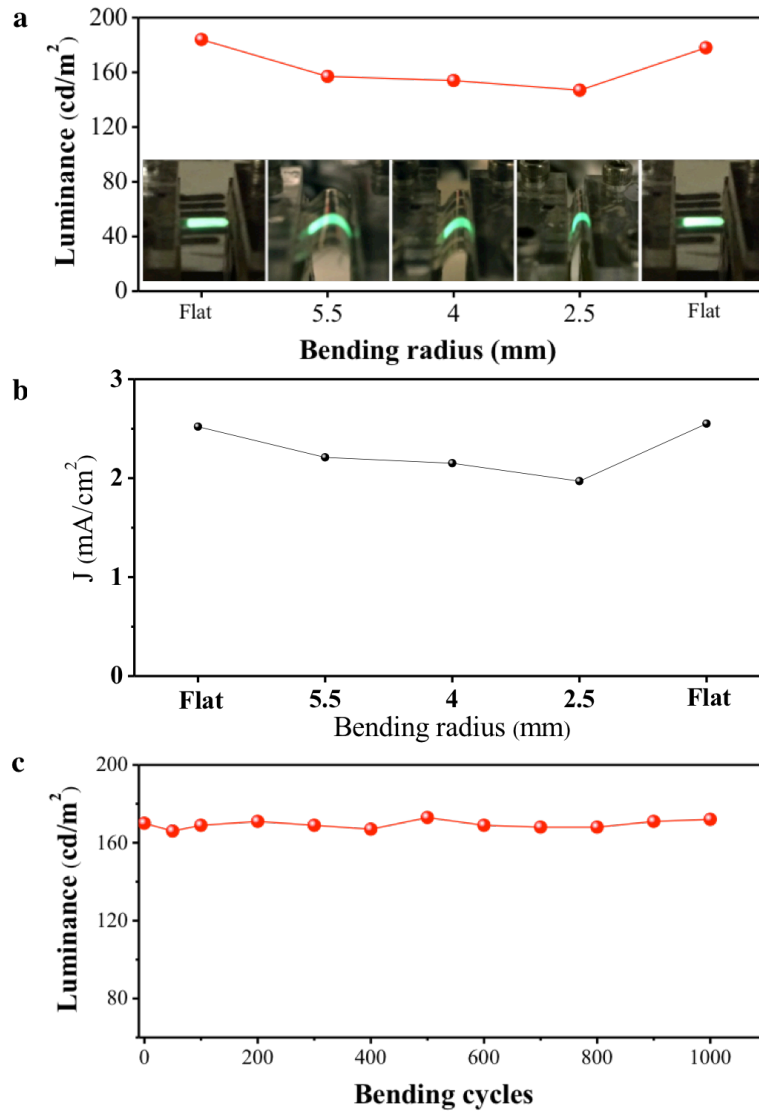 a
200
160
120
80
40
0
Luminance (cd/m²)
Flat 5.5 4 2.5 Flat
Bending radius (mm)
b
3
2
1
0
J (mA/cm²)
Flat 5.5 4 2.5 Flat
Bending radius (mm)
c
200
160
120
80
Luminance (cd/m²)
0 200 400 600 800 1000
Bending cycles